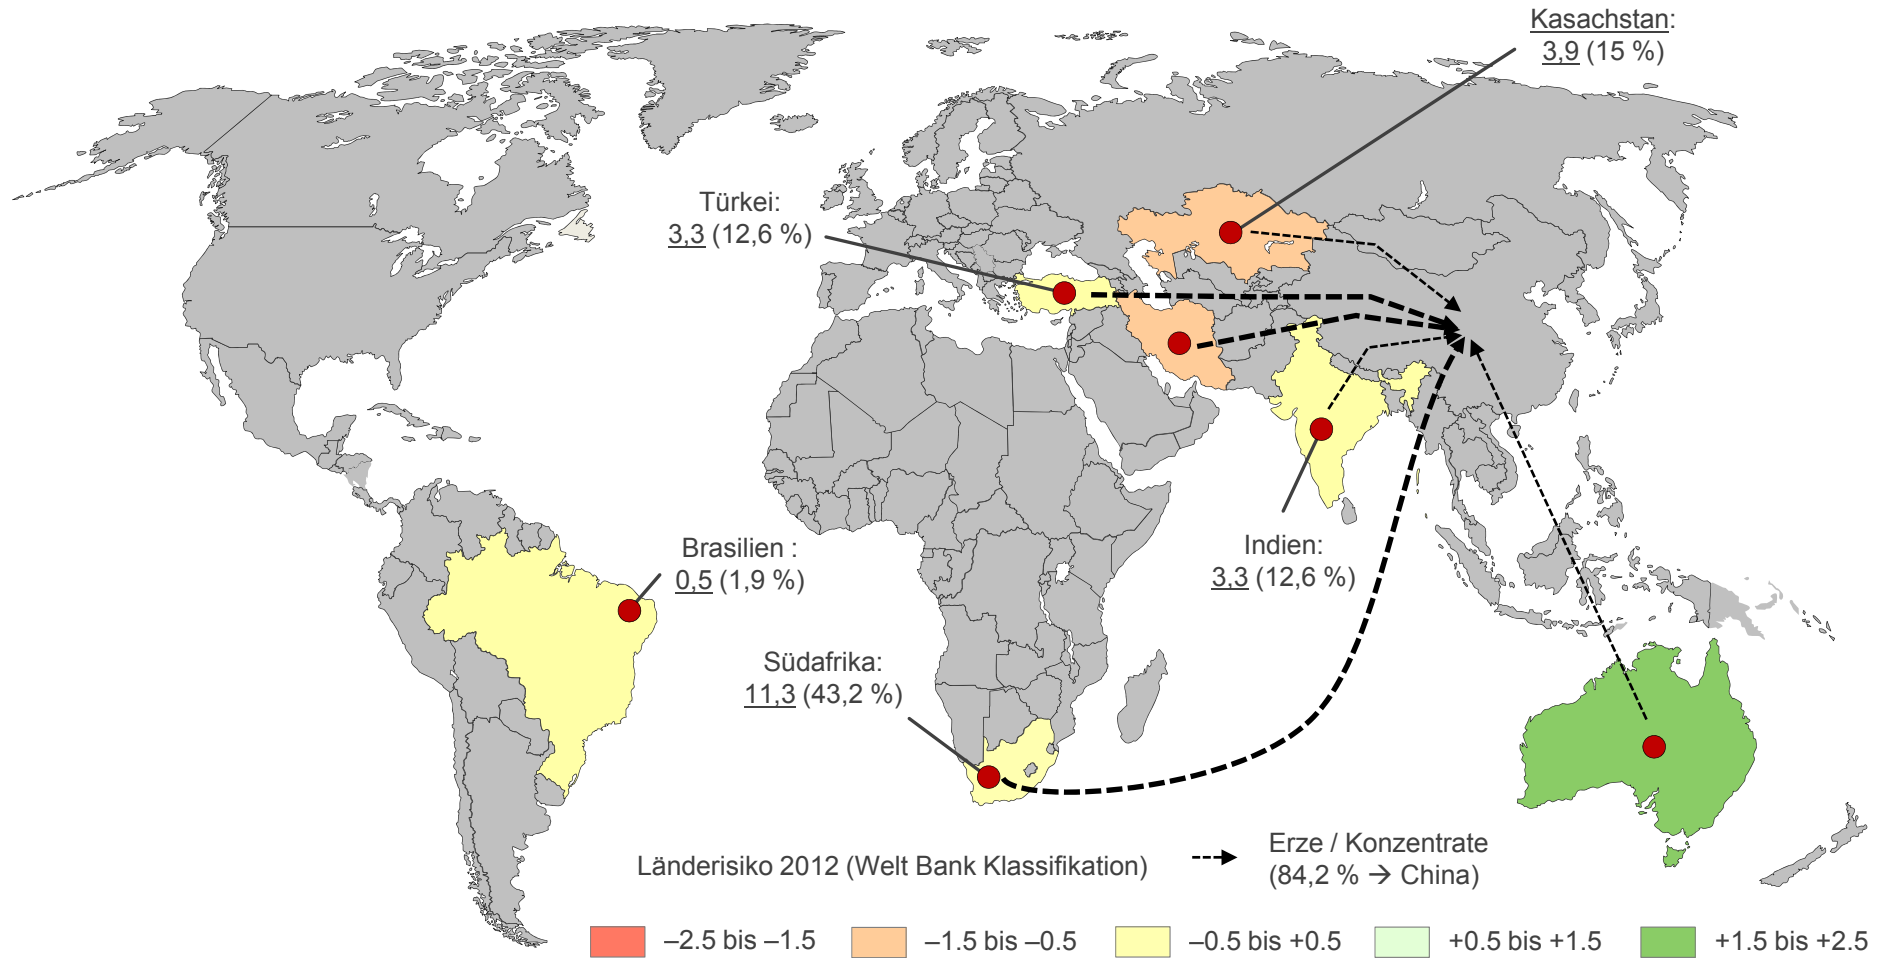 Kasachstan:
3,9 (15 %)
Türkei:
3,3 (12,6 %)
Brasilien :
0,5 (1,9 %)
Indien:
3,3 (12,6 %)
Südafrika:
11,3 (43,2 %)
Länderisiko 2012 (Welt Bank Klassifikation)
Erze / Konzentrate
(84,2 % → China)
–2.5 bis –1.5
–1.5 bis –0.5
–0.5 bis +0.5
+0.5 bis +1.5
+1.5 bis +2.5